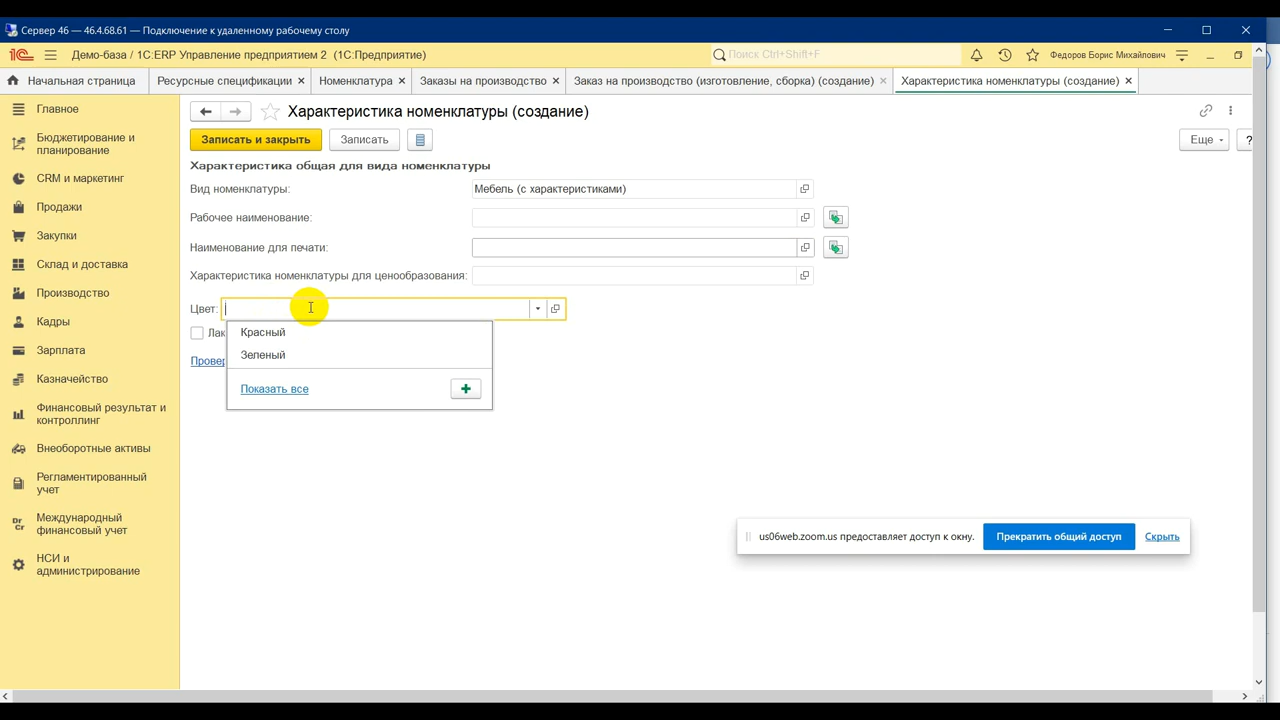 Сервер 46 — 46.4.68.61 — Подключение к удаленному рабочему столу
1С Демо-база / 1С:ERP Управление предприятием 2 (1С:Предприятие)
Поиск Ctrl+Shift+F
Федоров Борис Михайлович
Начальная страница
Ресурсные спецификации ×
Номенклатура ×
Заказы на производство ×
Заказ на производство (изготовление, сборка) (создание) ×
Характеристика номенклатуры (создание) ×
Главное
Бюджетирование и
планирование
CRM и маркетинг
Продажи
Закупки
Склад и доставка
Производство
Кадры
Зарплата
Казначейство
Финансовый результат и
контроллинг
Внеоборотные активы
Регламентированный
учет
Dr
Cr
Международный
финансовый учет
НСИ и
администрирование
Характеристика номенклатуры (создание)
Записать и закрыть
Записать
Еще
?
Характеристика общая для вида номенклатуры
Вид номенклатуры:
Мебель (с характеристиками)
Рабочее наименование:
Наименование для печати:
Характеристика номенклатуры для ценообразования:
Цвет:
Лак
Провер
Красный
Зеленый
Показать все
us06web.zoom.us предоставляет доступ к окну.
Прекратить общий доступ
Скрыть